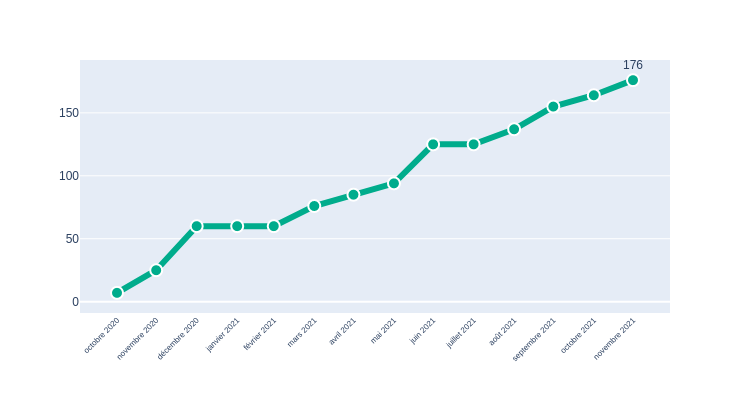 176
150
100
50
0
octobre 2020
novembre 2020
décembre 2020
janvier 2021
février 2021
mars 2021
avril 2021
mai 2021
juin 2021
juillet 2021
août 2021
septembre 2021
octobre 2021
novembre 2021